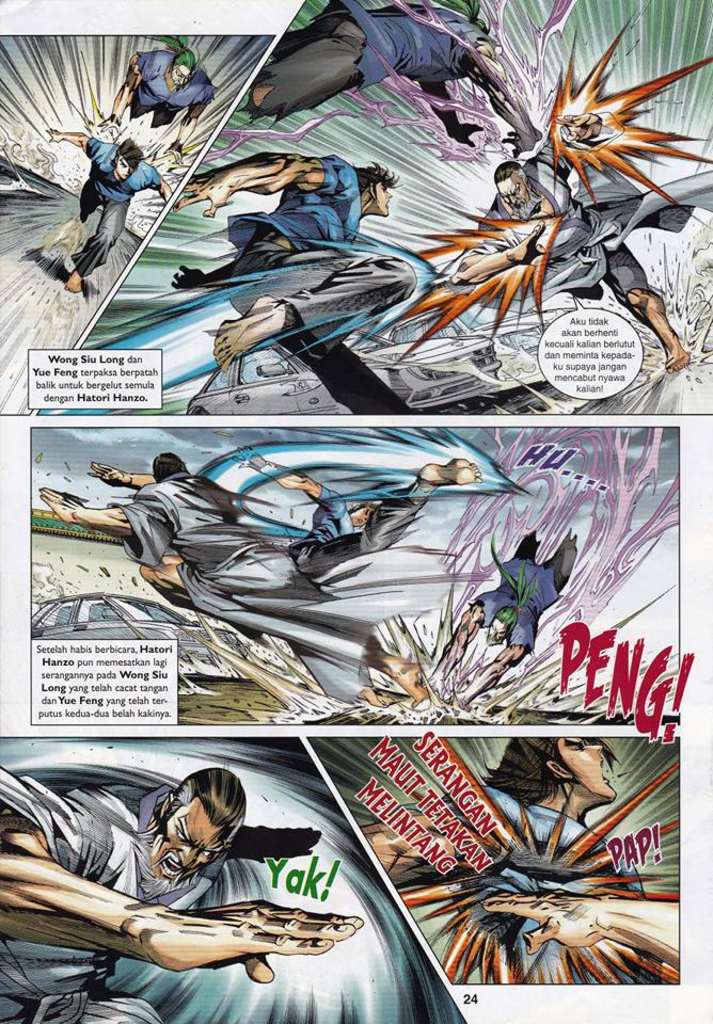 Wong Siu Long dan
Yue Feng terpaksa berpatah
balik untuk bergelut semula
dengan Hatori Hanzo.
Aku tidak
akan berhenti
kecuali kalian berlutut
dan meminta kepada-
ku supaya jangan
mencabut nyawa
kalian!
HU....
Setelah habis berbicara, Hatori
Hanzo pun memesatkan lagi
serangannya pada Wong Siu
Long yang telah cacat tangan
dan Yue Feng yang telah ter-
putus kedua-dua belah kakinya.
PENG!
Yak!
SERANGAN
MAUT TETAKAN
MELINTANG
PAP!
24